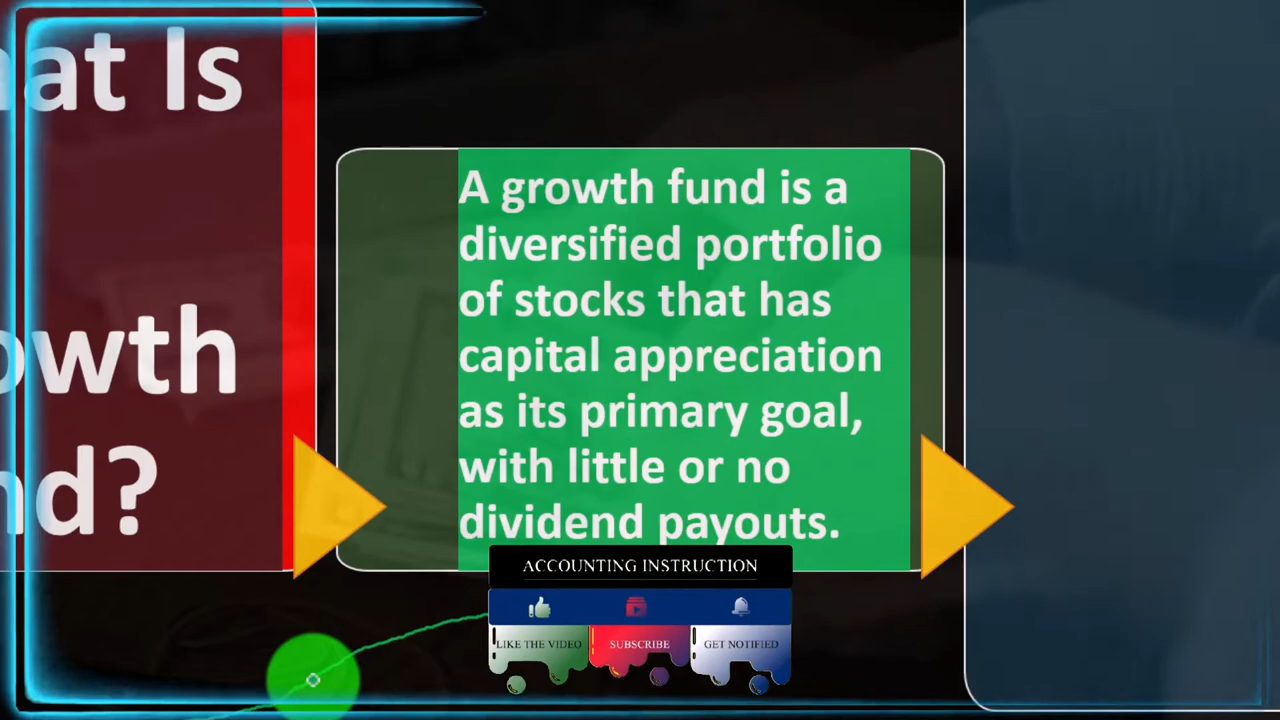 at Is
owth
nd?
A growth fund is a
diversified portfolio
of stocks that has
capital appreciation
as its primary goal,
with little or no
dividend payouts.
ACCOUNTING INSTRUCTION
LIKE THE VIDEO
SUBSCRIBE
GET NOTIFIED